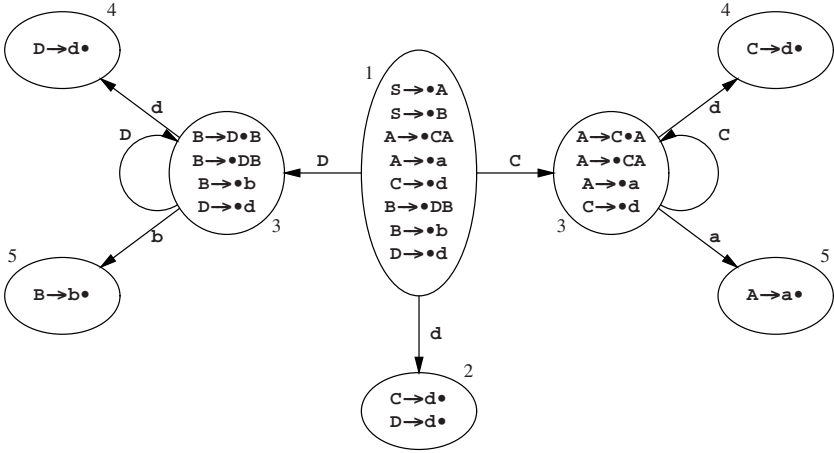 4
D→d•
d
D
B→D•B
B→•DB
B→•b
D→•d
3
b
5
B→b•
D
1
S→•A
S→•B
A→•CA
A→•a
C→•d
B→•DB
B→•b
D→•d
C
d
2
C→d•
D→d•
4
C→d•
d
C
A→C•A
A→•CA
A→•a
C→•d
3
a
5
A→a•